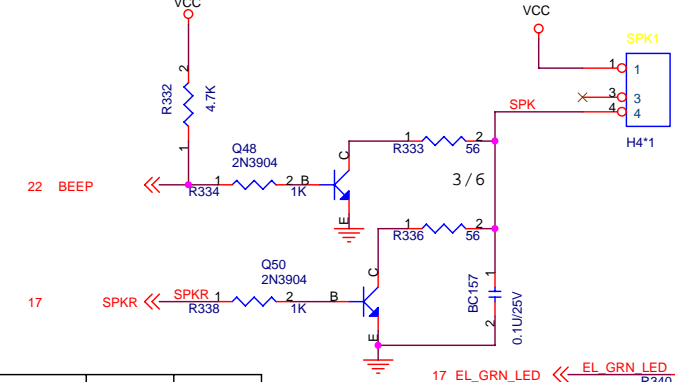 VCC
VCC
SPK1
2
1
1
R332
4.7K
3
3
SPK
4
4
1
C
1
2
Q48
2N3904
R333
56
H4*1
22 BEEP
R334
1
2
B
1K
3/6
E
1
2
R336
56
Q50
2N3904
C
1
BC157
0.1U/25V
17
SPKR
SPKR
1
2
B
R338
1K
2
E
17 EL_GRN_LED
EL_GRN_LED
R340